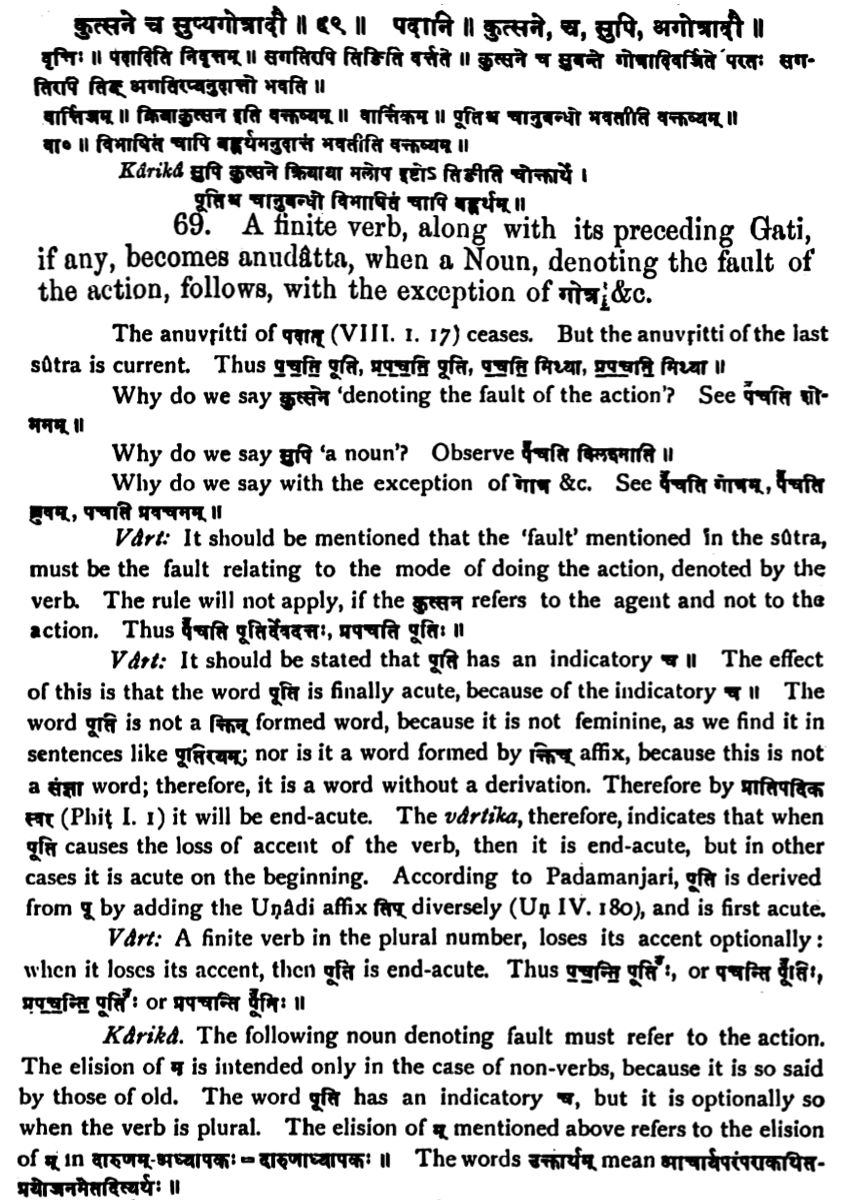 कुत्सने च सुप्यगोत्रादौ ॥ ६९ ॥ पदानि ॥ कुत्सने, च, सुपि, अगोत्रादौ ॥
वृत्तिः ॥ पदादिति निवृत्तम् ॥ सगतिरपि तिङिति वर्त्तते ॥ कुत्सने च सुबन्ते गोत्रादिवर्जिते परतः सग-
तिरपि तिङ् अगतिरप्यनुदात्तो भवति ॥
वार्त्तिकम् ॥ क्रियाकुत्सन इति वक्तव्यम् ॥ वार्त्तिकम् ॥ पूतिश्च चानुबन्धो भवतीति वक्तव्यम् ॥
वा० ॥ विभाषितं चापि बह्वर्थमनुदात्तं भवतीति वक्तव्यम् ॥
Kârikâ सुपि कुत्सने क्रियाया मलोप इष्टोऽ तिङीति चोक्तार्थं ।
पूतिश्च चानुबन्धो विभाषितं चापि बह्वर्थम् ॥
69. A finite verb, along with its preceding Gati,
if any, becomes anudâtta, when a Noun, denoting the fault of
the action, follows, with the exception of गोत्र &c.
The anuvṛitti of पदात् (VIII. 1. 17) ceases. But the anuvṛitti of the last
sûtra is current. Thus प॒च॒ति॒ पूति, प्र॒प॒च॒ति॒ पूति, प॒च॒ति॒ मिथ्या, प्र॒प॒च॒ति॒ मिथ्या ॥
Why do we say कुत्सने 'denoting the fault of the action'? See पँचति शो-
भनम् ॥
Why do we say सुपि 'a noun'? Observe पँचति क्लिश्नाति ॥
Why do we say with the exception of गोत्र &c. See पँचति गोत्रम्, पँचति
ब्रुवम्, पचति प्रवचनम् ॥
Vârt: It should be mentioned that the 'fault' mentioned in the sûtra,
must be the fault relating to the mode of doing the action, denoted by the
verb. The rule will not apply, if the कुत्सन refers to the agent and not to the
action. Thus पँचति पूतिर्देवदत्तः, प्रपचति पूतिः ॥
Vârt: It should be stated that पूति has an indicatory च ॥ The effect
of this is that the word पूति is finally acute, because of the indicatory च ॥ The
word पूति is not a क्तिन् formed word, because it is not feminine, as we find it in
sentences like पूतिरयम्; nor is it a word formed by क्तिच् affix, because this is not
a संज्ञा word; therefore, it is a word without a derivation. Therefore by प्रातिपदिक
स्वर (Phiṭ I. 1) it will be end-acute. The vârtika, therefore, indicates that when
पूति causes the loss of accent of the verb, then it is end-acute, but in other
cases it is acute on the beginning. According to Padamanjari, पूति is derived
from पू by adding the Uṇâdi affix तिप् diversely (Uṇ IV. 180), and is first acute.
Vârt: A finite verb in the plural number, loses its accent optionally:
when it loses its accent, then पूति is end-acute. Thus प॒च॒न्ति॒ पूतिँः, or पचन्ति पूँतिः,
प्र॒प॒च॒न्ति॒ पूतिँः or प्रपचन्ति पूँतिः ॥
Kârikâ. The following noun denoting fault must refer to the action.
The elision of म is intended only in the case of non-verbs, because it is so said
by those of old. The word पूति has an indicatory च, but it is optionally so
when the verb is plural. The elision of म् mentioned above refers to the elision
of म् in दारुणम्-अध्यापकः = दारुणाध्यापकः ॥ The words उक्तार्थम् mean आचार्यपरंपराकथित-
प्रयोजनमेतदित्यर्थः ॥